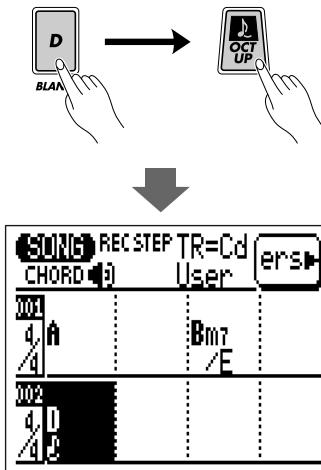 D
♪
OCT
UP
BLAN
SONG REC STEP TR=Cd ers▶
CHORD User
001
4/4 A Bm7
/E
002
4/4 D
♪